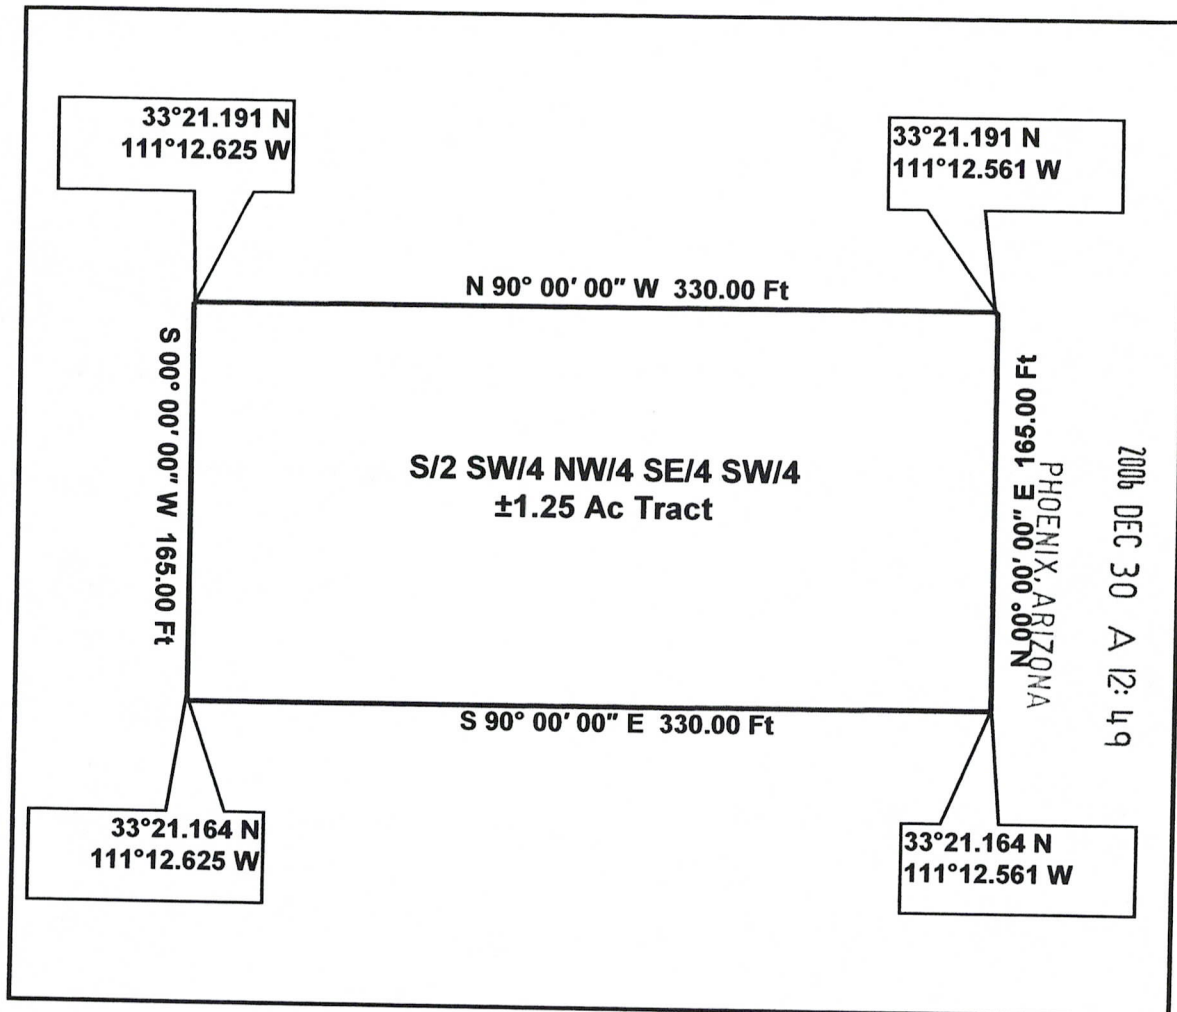 33°21.191 N
111°12.625 W
33°21.191 N
111°12.561 W
N 90° 00' 00" W 330.00 Ft
S 00° 00' 00" W 165.00 Ft
S/2 SW/4 NW/4 SE/4 SW/4
±1.25 Ac Tract
N 00° 00' 00" E 165.00 Ft
PHOENIX, ARIZONA
2006 DEC 30 A 12:49
S 90° 00' 00" E 330.00 Ft
33°21.164 N
111°12.625 W
33°21.164 N
111°12.561 W